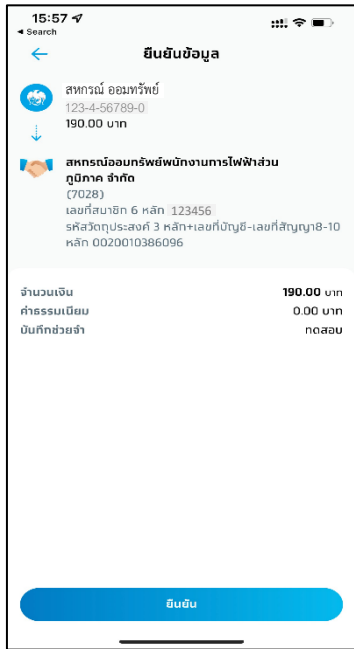 15:57
◄ Search
ยืนยันข้อมูล
สหกรณ์ ออมทรัพย์
123-4-56789-0
190.00 บาท
สหกรณ์ออมทรัพย์พนักงานการไฟฟ้าส่วน
ภูมิภาค จำกัด
(7028)
เลขที่สมาชิก 6 หลัก 123456
รหัสวัตถุประสงค์ 3 หลัก+เลขที่บัญชี-เลขที่สัญญา8-10
หลัก 0020010386096
จำนวนเงิน 190.00 บาท
ค่าธรรมเนียม 0.00 บาท
บันทึกช่วยจำ ทดสอบ
ยืนยัน